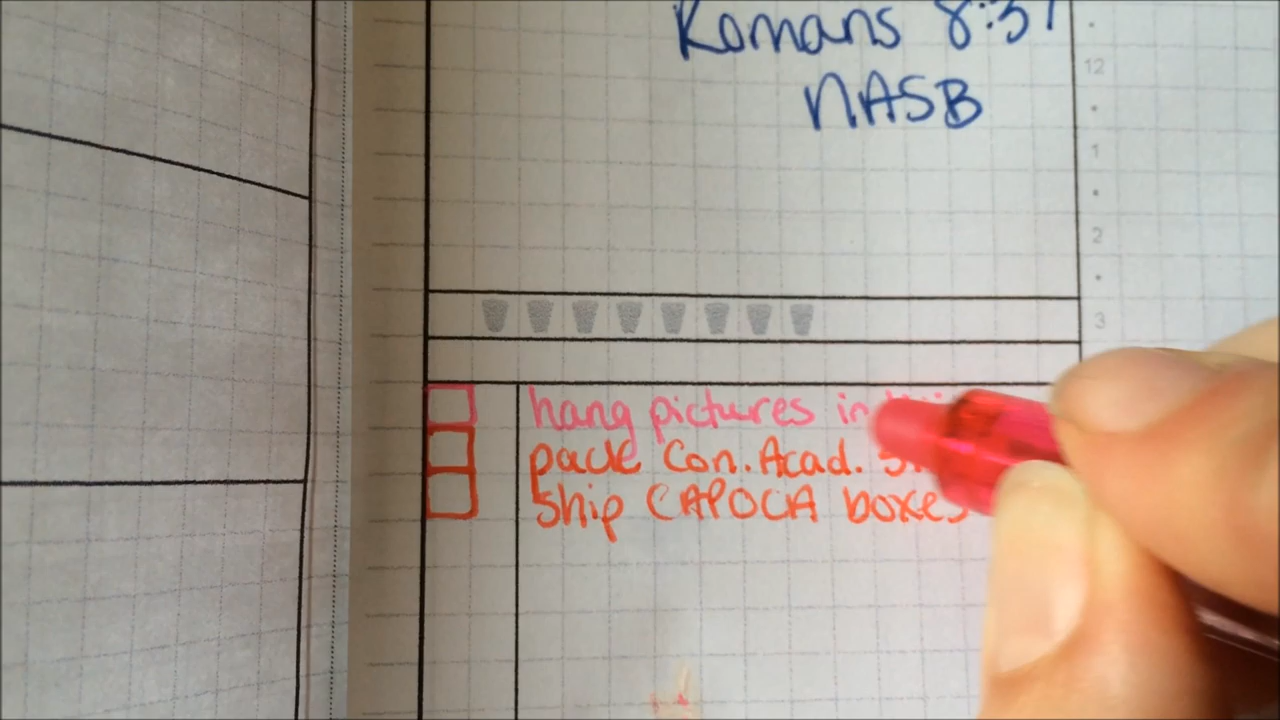 Romans 8:37
NASB
12
1
2
3
hang pictures in
pack Con. Acad.
Ship CAPOCA boxes